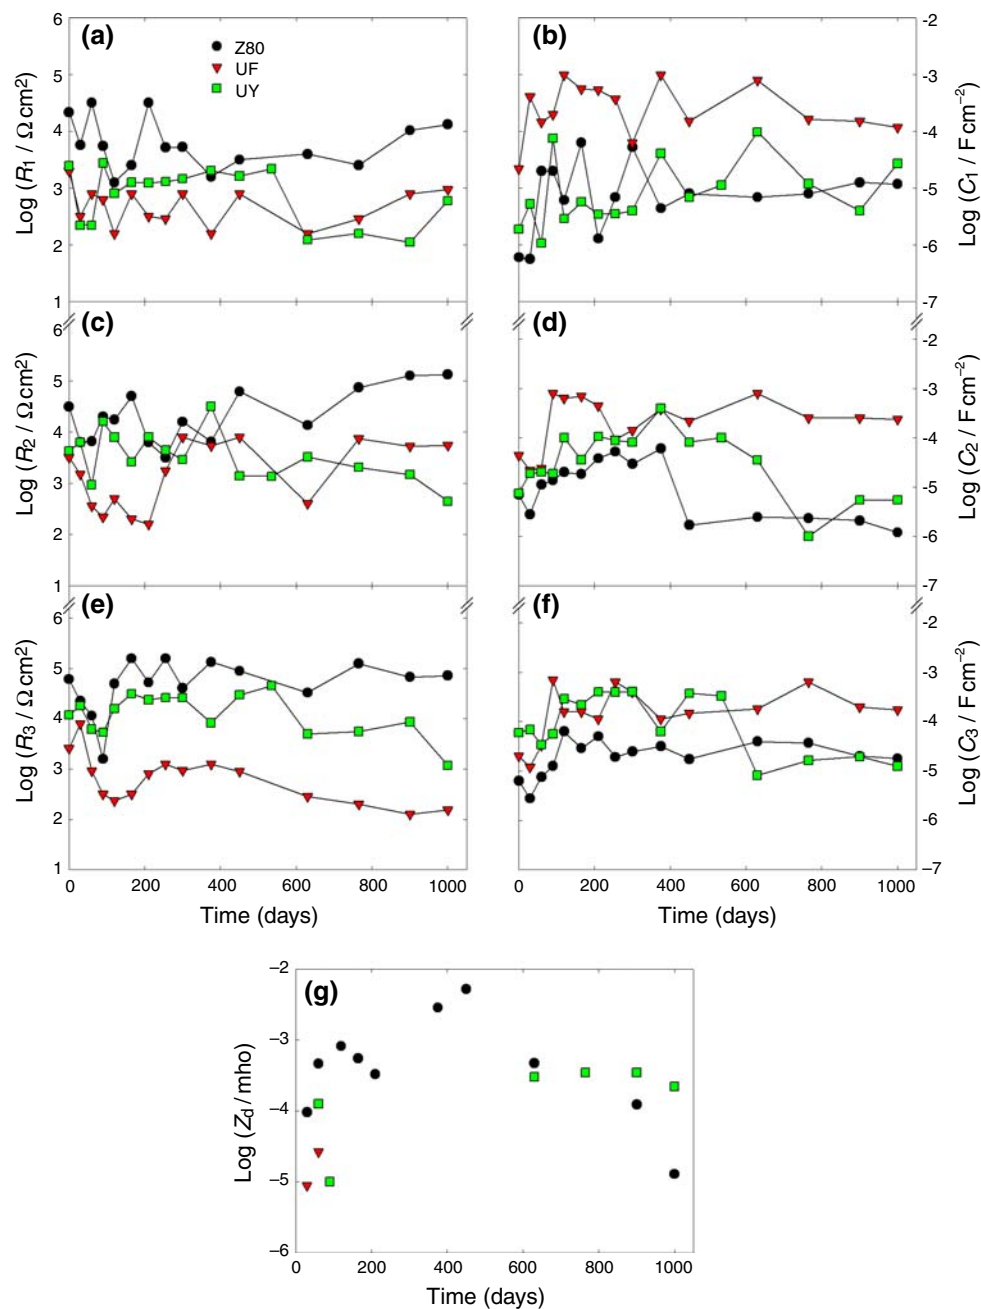 (a)
Z80
UF
UY
6
5
4
3
2
1
Log (R1 / Ω cm²)
(b)
-2
-3
-4
-5
-6
-7
Log (C1 / F cm⁻²)
(c)
6
5
4
3
2
1
Log (R2 / Ω cm²)
(d)
-2
-3
-4
-5
-6
-7
Log (C2 / F cm⁻²)
(e)
6
5
4
3
2
1
Log (R3 / Ω cm²)
0 200 400 600 800 1000
Time (days)
(f)
-2
-3
-4
-5
-6
–7
Log (C3 / F cm⁻²)
0 200 400 600 800 1000
Time (days)
(g)
–2
–3
–4
–5
–6
Log (Zd / mho)
0 200 400 600 800 1000
Time (days)